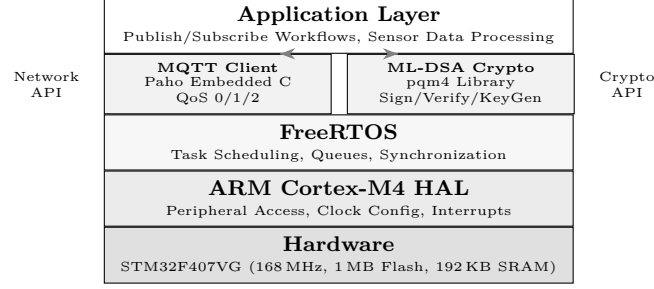 Application Layer
Publish/Subscribe Workflows, Sensor Data Processing
Network
API
MQTT Client
Paho Embedded C
QoS 0/1/2
ML-DSA Crypto
pqm4 Library
Sign/Verify/KeyGen
Crypto
API
FreeRTOS
Task Scheduling, Queues, Synchronization
ARM Cortex-M4 HAL
Peripheral Access, Clock Config, Interrupts
Hardware
STM32F407VG (168 MHz, 1 MB Flash, 192 KB SRAM)